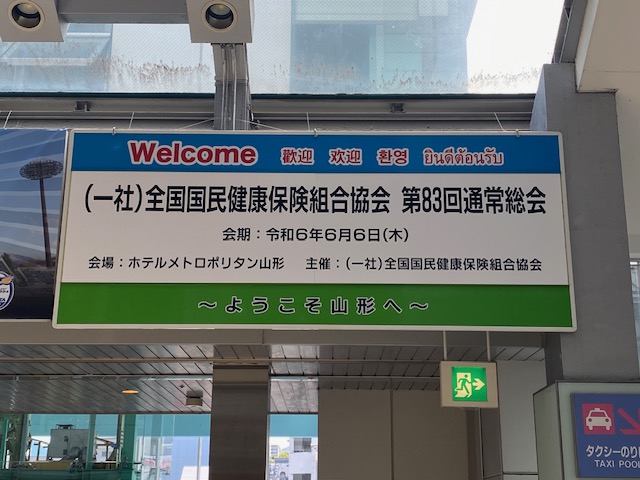 Welcome 歡迎 欢迎 환영 ยินดีต้อนรับ
(一社)全国国民健康保険組合協会 第83回通常総会
会期：令和6年6月6日(木)
会場：ホテルメトロポリタン山形 主催：(一社)全国国民健康保険組合協会
～ようこそ山形へ～
タクシーのり
TAXI POOL